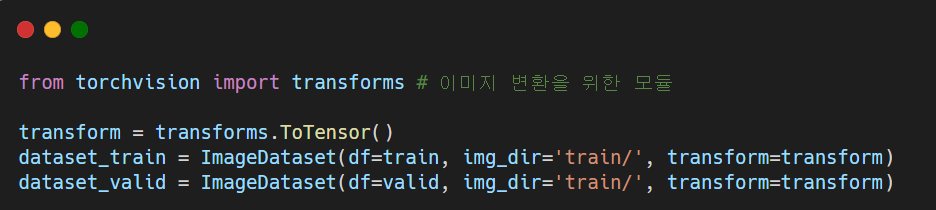 from torchvision import transforms # 이미지 변환을 위한 모듈
transform = transforms.ToTensor()
dataset_train = ImageDataset(df=train, img_dir='train/', transform=transform)
dataset_valid = ImageDataset(df=valid, img_dir='train/', transform=transform)